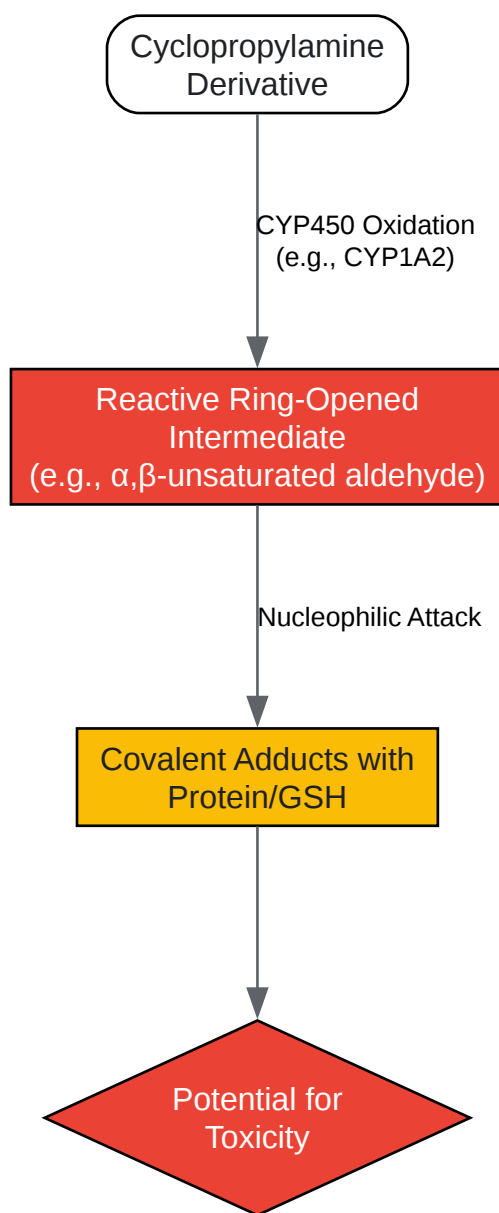 Cyclopropylamine
Derivative
CYP450 Oxidation
(e.g., CYP1A2)
Reactive Ring-Opened
Intermediate
(e.g., α,β-unsaturated aldehyde)
Nucleophilic Attack
Covalent Adducts with
Protein/GSH
Potential for
Toxicity